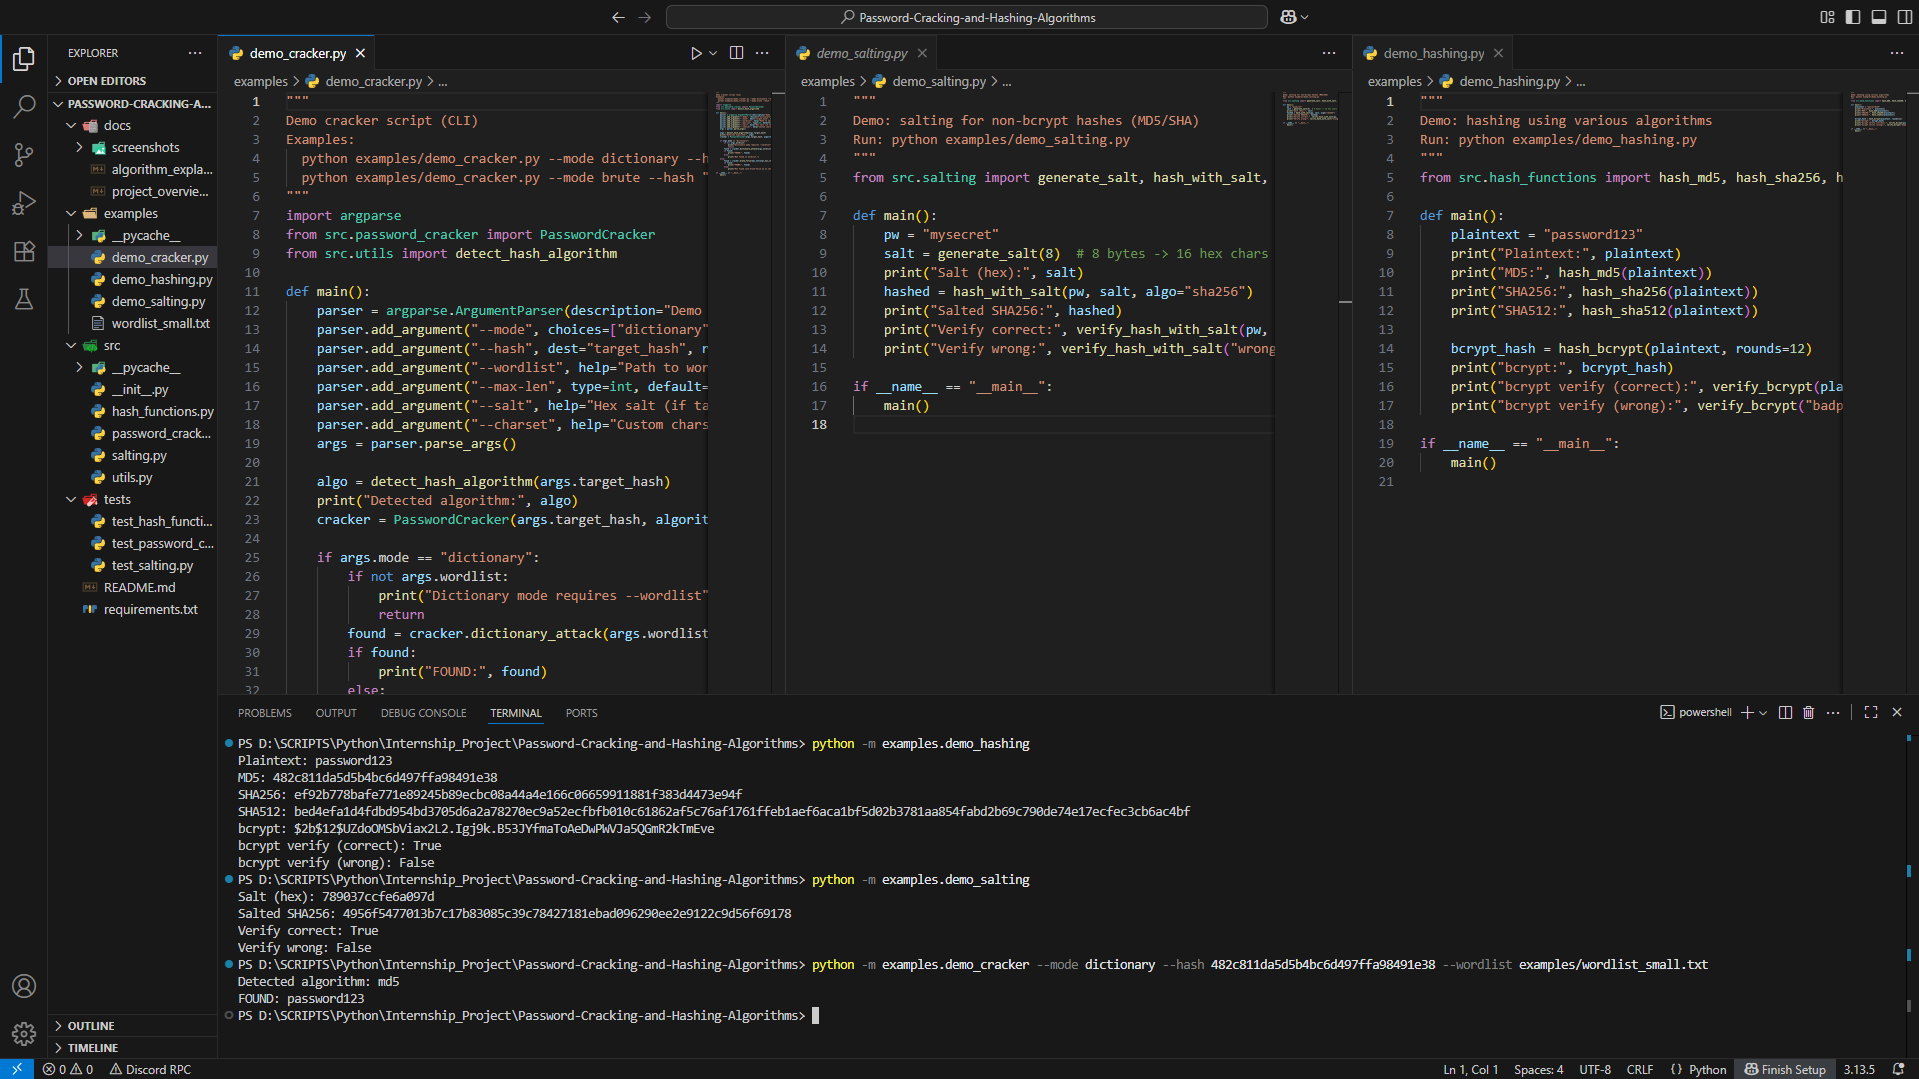 Password-Cracking-and-Hashing-Algorithms
EXPLORER
OPEN EDITORS
PASSWORD-CRACKING-A...
docs
screenshots
algorithm_expla...
project_overvie...
examples
__pycache__
demo_cracker.py
demo_hashing.py
demo_salting.py
wordlist_small.txt
src
__pycache__
__init__.py
hash_functions.py
password_crack...
salting.py
utils.py
tests
test_hash_functi...
test_password_c...
test_salting.py
README.md
requirements.txt
OUTLINE
TIMELINE
demo_cracker.py
examples > demo_cracker.py > ...
1 """
2 Demo cracker script (CLI)
3 Examples:
4 python examples/demo_cracker.py --mode dictionary --h
5 python examples/demo_cracker.py --mode brute --hash "
6 """
7 import argparse
8 from src.password_cracker import PasswordCracker
9 from src.utils import detect_hash_algorithm
10
11 def main():
12 parser = argparse.ArgumentParser(description="Demo
13 parser.add_argument("--mode", choices=["dictionary"
14 parser.add_argument("--hash", dest="target_hash", r
15 parser.add_argument("--wordlist", help="Path to wor
16 parser.add_argument("--max-len", type=int, default=
17 parser.add_argument("--salt", help="Hex salt (if ta
18 parser.add_argument("--charset", help="Custom chars
19 args = parser.parse_args()
20
21 algo = detect_hash_algorithm(args.target_hash)
22 print("Detected algorithm:", algo)
23 cracker = PasswordCracker(args.target_hash, algorit
24
25 if args.mode == "dictionary":
26 if not args.wordlist:
27 print("Dictionary mode requires --wordlist"
28 return
29 found = cracker.dictionary_attack(args.wordlist
30 if found:
31 print("FOUND:", found)
32 else:
demo_salting.py
examples > demo_salting.py > ...
1 """
2 Demo: salting for non-bcrypt hashes (MD5/SHA)
3 Run: python examples/demo_salting.py
4 """
5 from src.salting import generate_salt, hash_with_salt,
6
7 def main():
8 pw = "mysecret"
9 salt = generate_salt(8) # 8 bytes -> 16 hex chars
10 print("Salt (hex):", salt)
11 hashed = hash_with_salt(pw, salt, algo="sha256")
12 print("Salted SHA256:", hashed)
13 print("Verify correct:", verify_hash_with_salt(pw,
14 print("Verify wrong:", verify_hash_with_salt("wrong
15
16 if __name__ == "__main__":
17 main()
18
demo_hashing.py
examples > demo_hashing.py > ...
1 """
2 Demo: hashing using various algorithms
3 Run: python examples/demo_hashing.py
4 """
5 from src.hash_functions import hash_md5, hash_sha256, h
6
7 def main():
8 plaintext = "password123"
9 print("Plaintext:", plaintext)
10 print("MD5:", hash_md5(plaintext))
11 print("SHA256:", hash_sha256(plaintext))
12 print("SHA512:", hash_sha512(plaintext))
13
14 bcrypt_hash = hash_bcrypt(plaintext, rounds=12)
15 print("bcrypt:", bcrypt_hash)
16 print("bcrypt verify (correct):", verify_bcrypt(pla
17 print("bcrypt verify (wrong):", verify_bcrypt("badp
18
19 if __name__ == "__main__":
20 main()
21
PROBLEMS OUTPUT DEBUG CONSOLE TERMINAL PORTS
powershell
PS D:\SCRIPTS\Python\Internship_Project\Password-Cracking-and-Hashing-Algorithms> python -m examples.demo_hashing
Plaintext: password123
MD5: 482c811da5d5b4bc6d497ffa98491e38
SHA256: ef92b778bafe771e89245b89ecbc08a44a4e166c06659911881f383d4473e94f
SHA512: bed4efa1d4fdbd954bd3705d6a2a78270ec9a52ecfbfb010c61862af5c76af1761ffeb1aef6aca1bf5d02b3781aa854fabd2b69c790de74e17ecfec3cb6ac4bf
bcrypt: $2b$12$UZdoOMSbViax2L2.Igj9k.B53JYfmaToAeDwPWVJa5QGmR2kTmEve
bcrypt verify (correct): True
bcrypt verify (wrong): False
PS D:\SCRIPTS\Python\Internship_Project\Password-Cracking-and-Hashing-Algorithms> python -m examples.demo_salting
Salt (hex): 789037ccfe6a097d
Salted SHA256: 4956f5477013b7c17b83085c39c78427181ebad096290ee2e9122c9d56f69178
Verify correct: True
Verify wrong: False
PS D:\SCRIPTS\Python\Internship_Project\Password-Cracking-and-Hashing-Algorithms> python -m examples.demo_cracker --mode dictionary --hash 482c811da5d5b4bc6d497ffa98491e38 --wordlist examples/wordlist_small.txt
Detected algorithm: md5
FOUND: password123
PS D:\SCRIPTS\Python\Internship_Project\Password-Cracking-and-Hashing-Algorithms>
0 0 Discord RPC
Ln 1, Col 1 Spaces: 4 UTF-8 CRLF {} Python Finish Setup 3.13.5